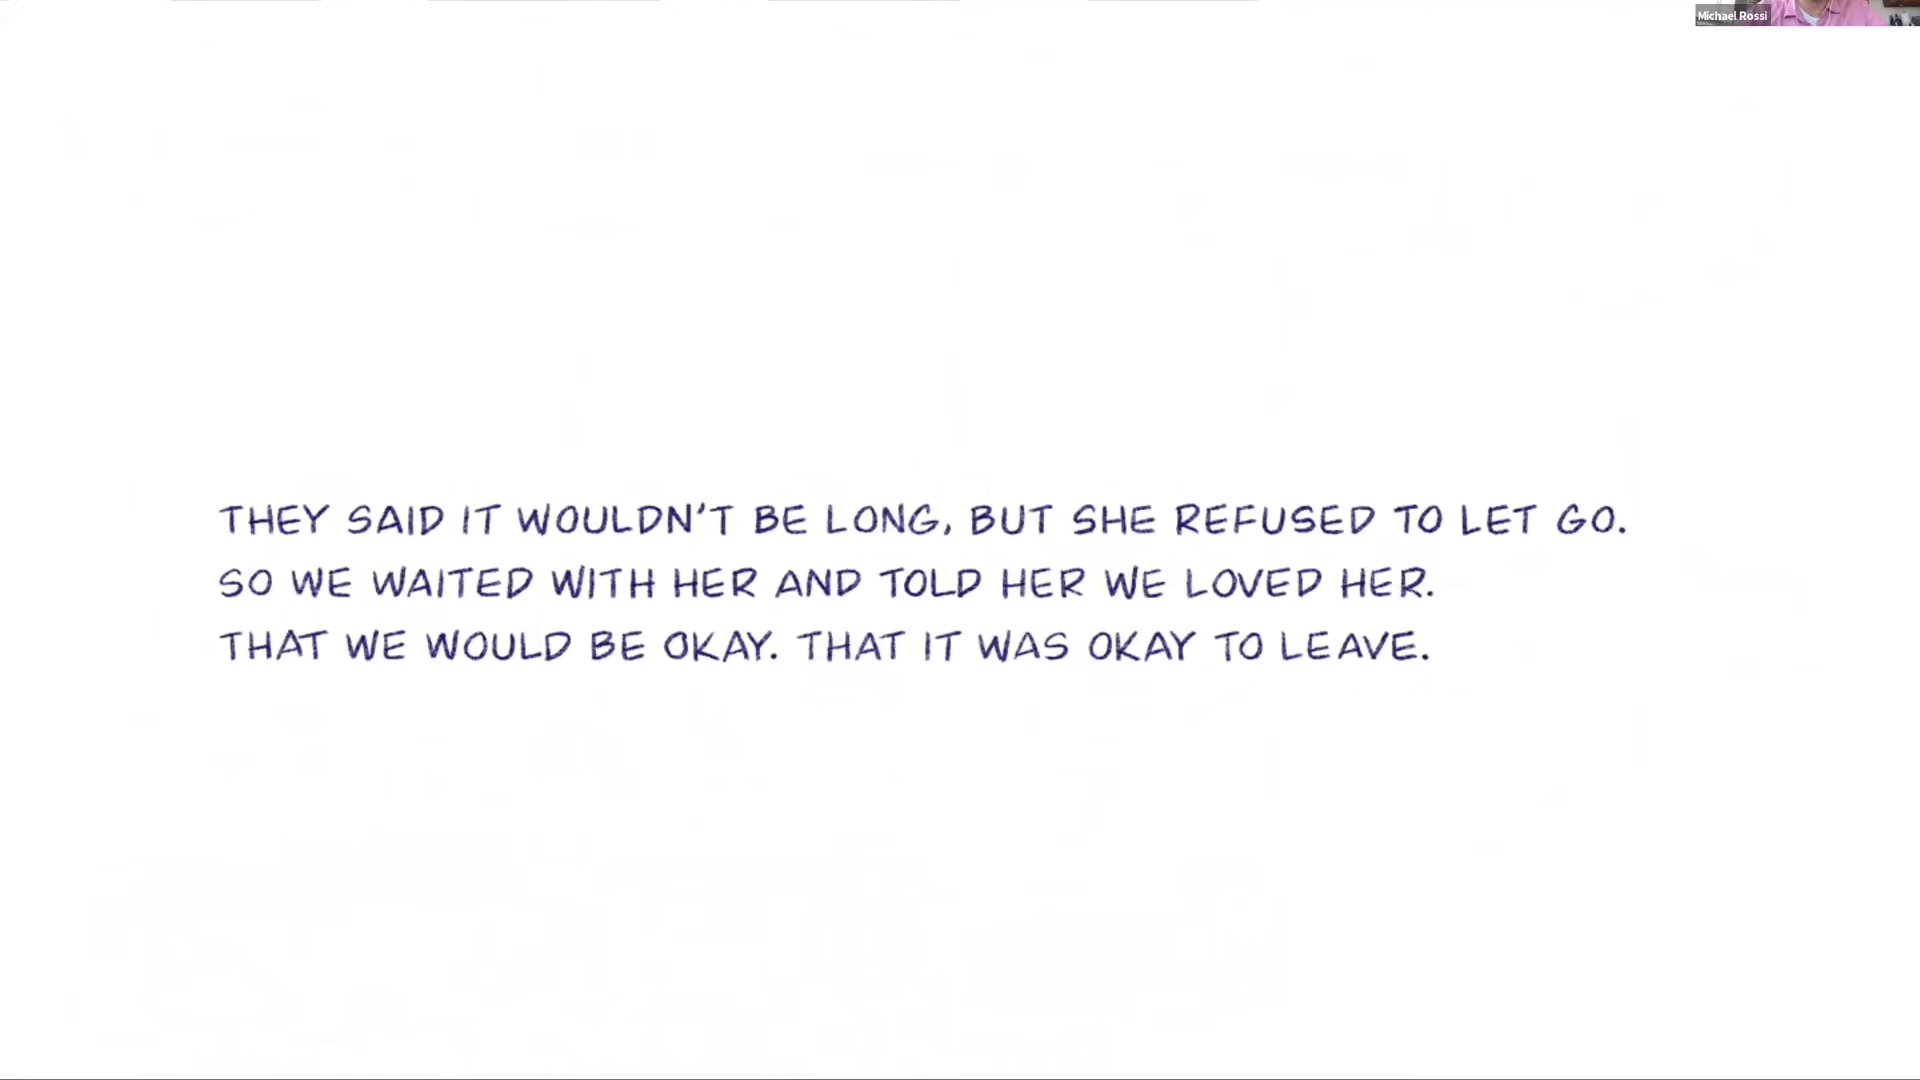 Michael Rossi
THEY SAID IT WOULDN'T BE LONG, BUT SHE REFUSED TO LET GO.
SO WE WAITED WITH HER AND TOLD HER WE LOVED HER.
THAT WE WOULD BE OKAY. THAT IT WAS OKAY TO LEAVE.